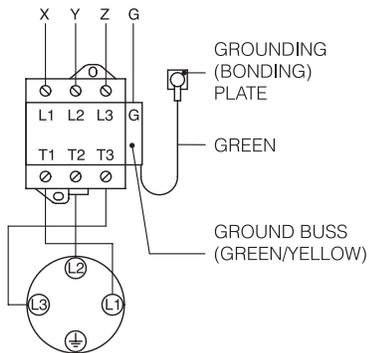 X Y Z G
GROUNDING
(BONDING)
PLATE
L1 L2 L3 G
T1 T2 T3
GREEN
GROUND BUSS
(GREEN/YELLOW)
L2
L3 L1